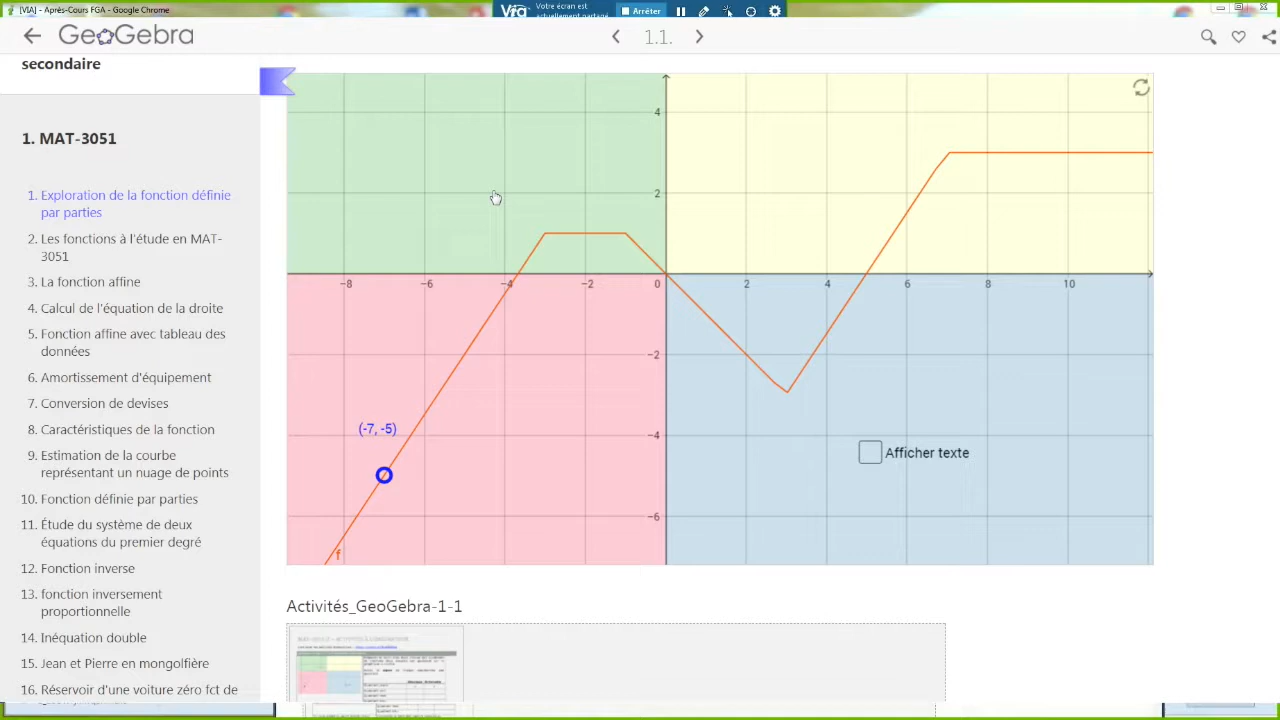 [VIA] - Après-Cours FGA - Google Chrome
Via
Votre écran est
actuellement partagé
Arrêter
GeoGebra
1.1.
secondaire
1. MAT-3051
1. Exploration de la fonction définie
par parties
2. Les fonctions à l'étude en MAT-
3051
3. La fonction affine
4. Calcul de l'équation de la droite
5. Fonction affine avec tableau des
données
6. Amortissement d'équipement
7. Conversion de devises
8. Caractéristiques de la fonction
9. Estimation de la courbe
représentant un nuage de points
10. Fonction définie par parties
11. Étude du système de deux
équations du premier degré
12. Fonction inverse
13. fonction inversement
proportionnelle
14. Inéquation double
15. Jean et Pierre en mongolfière
16. Réservoir d'une voiture zéro fct de
4
2
−8 −6 −4 −2 0 2 4 6 8 10
−2
−4
−6
(-7, -5)
f
Afficher texte
Activités_GeoGebra-1-1